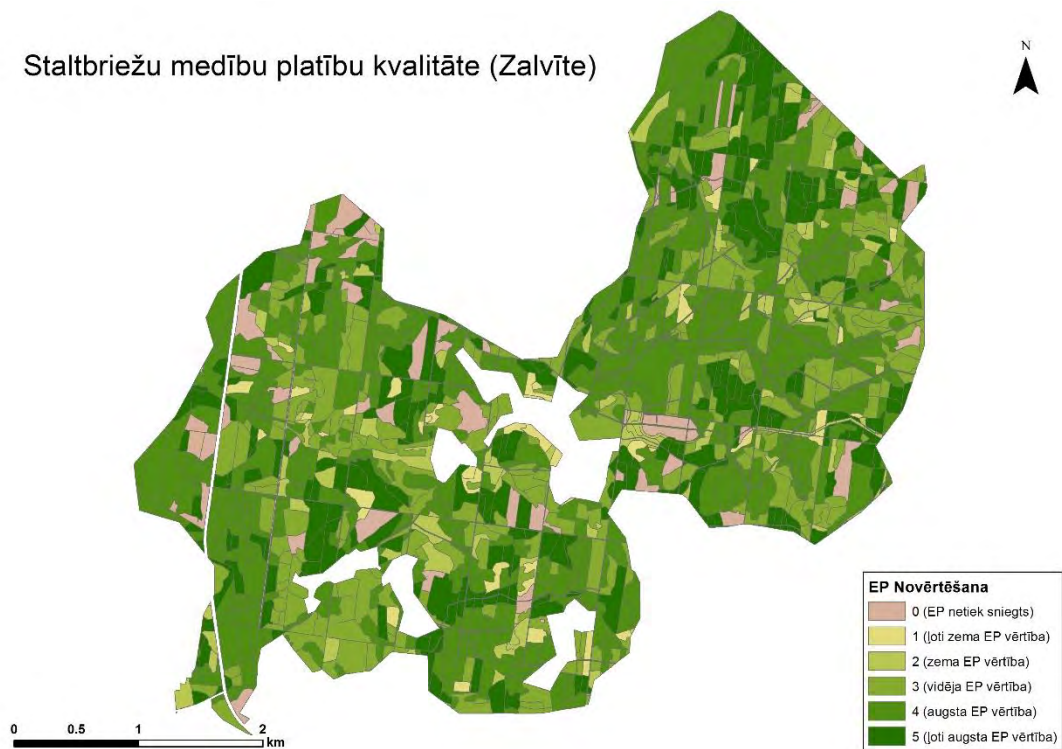 Staltbriežu medību platību kvalitāte (Zalvīte)
N
EP Novērtēšana
0 (EP netiek sniegts)
1 (ļoti zema EP vērtība)
2 (zema EP vērtība)
3 (vidēja EP vērtība)
4 (augsta EP vērtība)
5 (ļoti augsta EP vērtība)
0 0.5 1 2
km